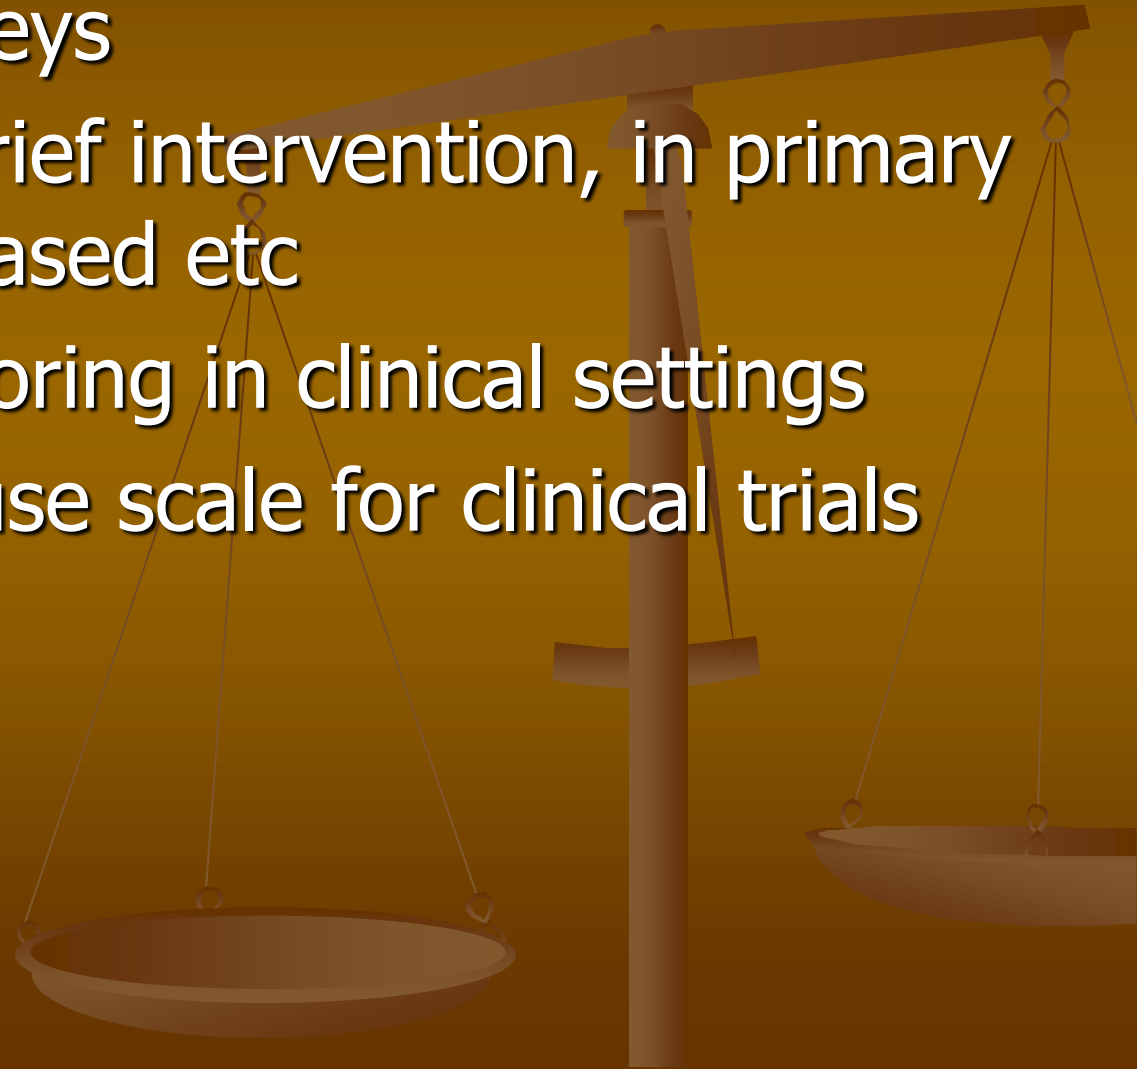 eys
rief intervention, in primary
ased etc
oring in clinical settings
use scale for clinical trials